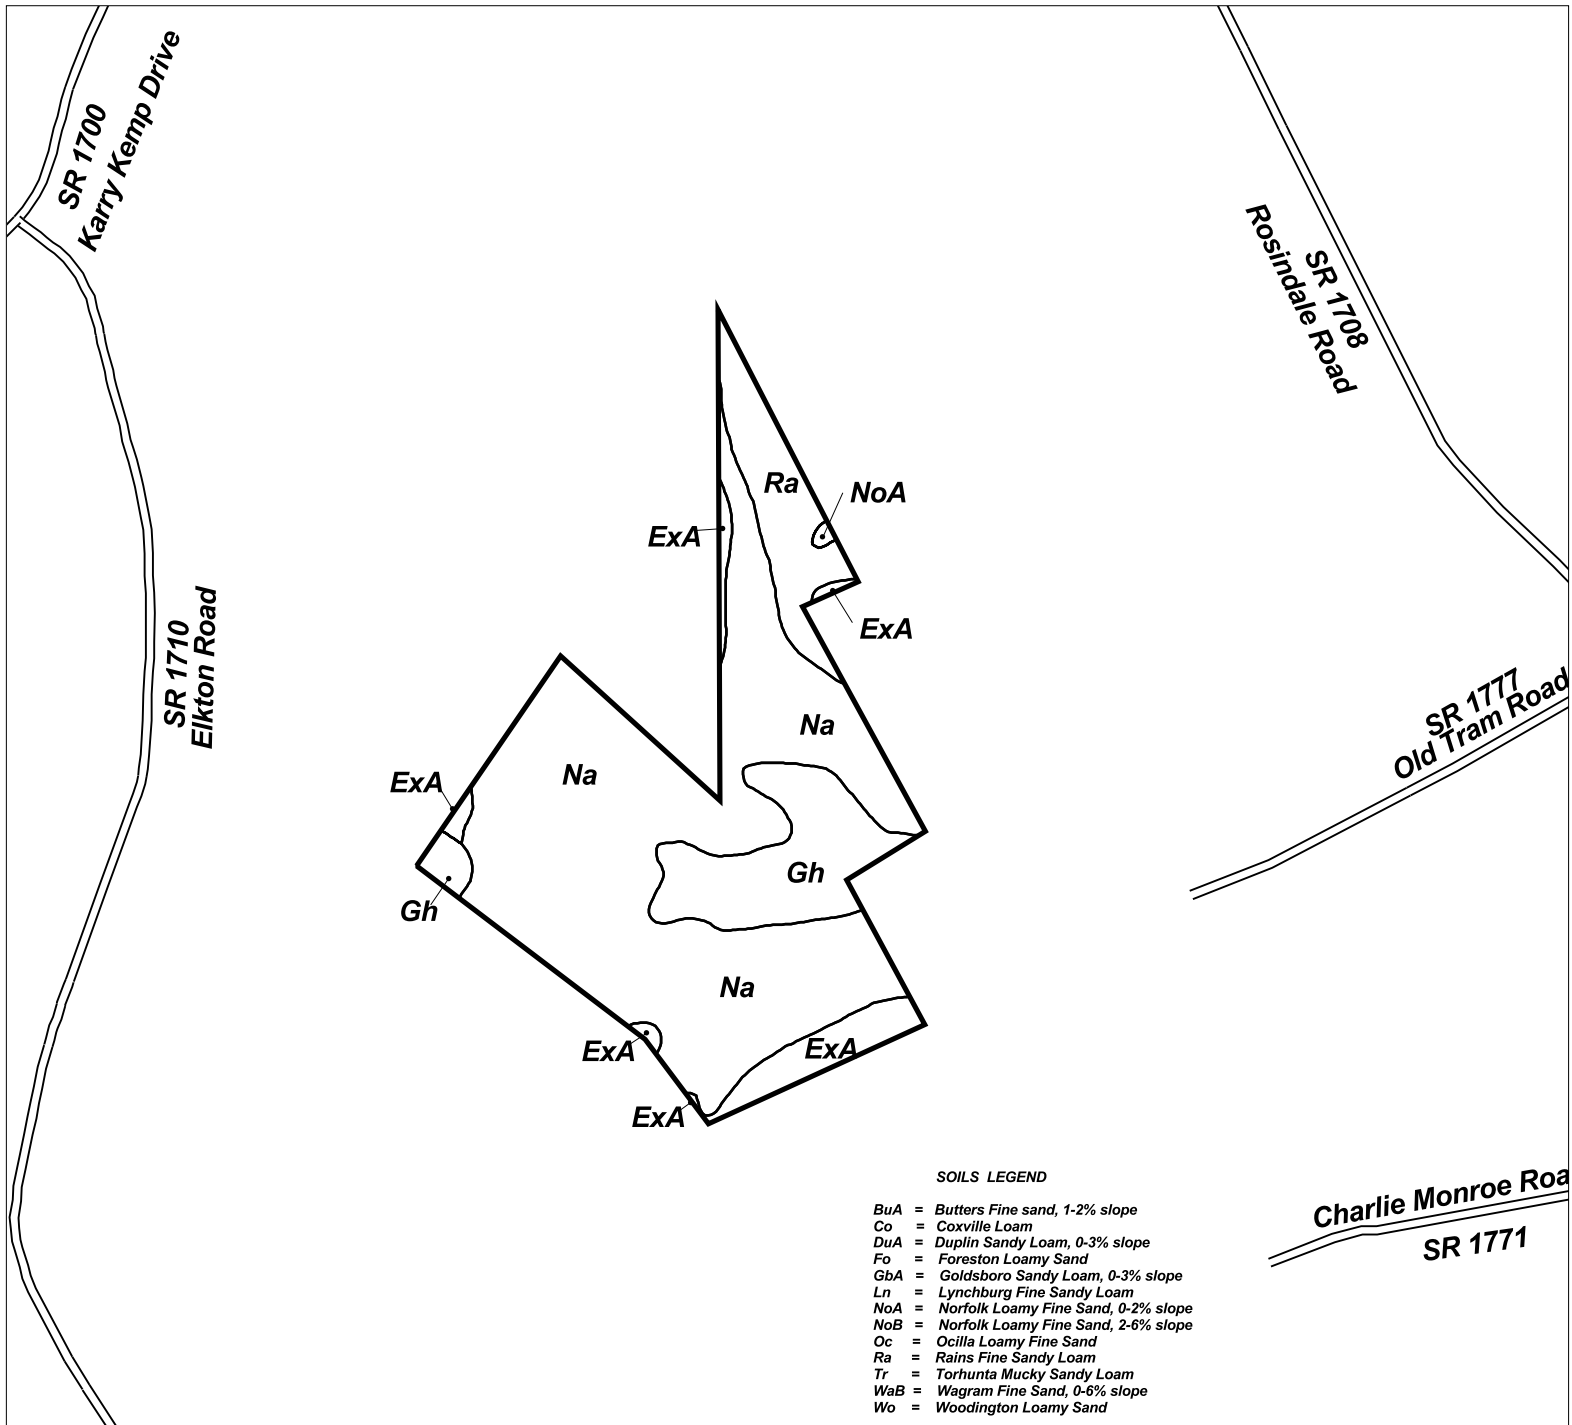 SR 1700
Karry Kemp Drive
SR 1708
Rosindale Road
Ra
NoA
ExA
ExA
SR 1710
Elkton Road
SR 1777
Old Tram Road
Na
Na
ExA
Gh
Gh
Na
ExA
ExA
ExA
SOILS LEGEND
BuA = Butters Fine sand, 1-2% slope
Co = Coxville Loam
DuA = Duplin Sandy Loam, 0-3% slope
Fo = Foreston Loamy Sand
GbA = Goldsboro Sandy Loam, 0-3% slope
Ln = Lynchburg Fine Sandy Loam
NoA = Norfolk Loamy Fine Sand, 0-2% slope
NoB = Norfolk Loamy Fine Sand, 2-6% slope
Oc = Ocilla Loamy Fine Sand
Ra = Rains Fine Sandy Loam
Tr = Torhunta Mucky Sandy Loam
WaB = Wagram Fine Sand, 0-6% slope
Wo = Woodington Loamy Sand
Charlie Monroe Roa
SR 1771